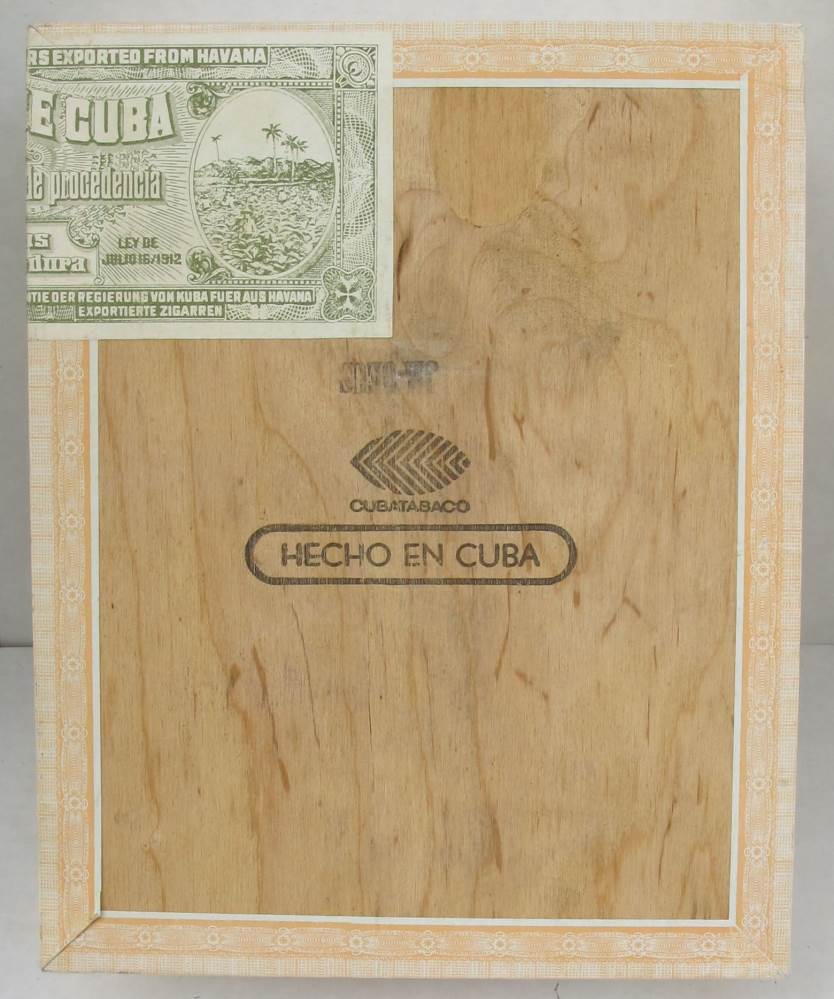 RS EXPORTED FROM HAVANA
E CUBA
de procedencia
LEY DE
JULIO 16/1912
NTIE DER REGIERUNG VON KUBA FUER AUS HAVANA
EXPORTIERTE ZIGARREN
CUBATABACO
HECHO EN CUBA